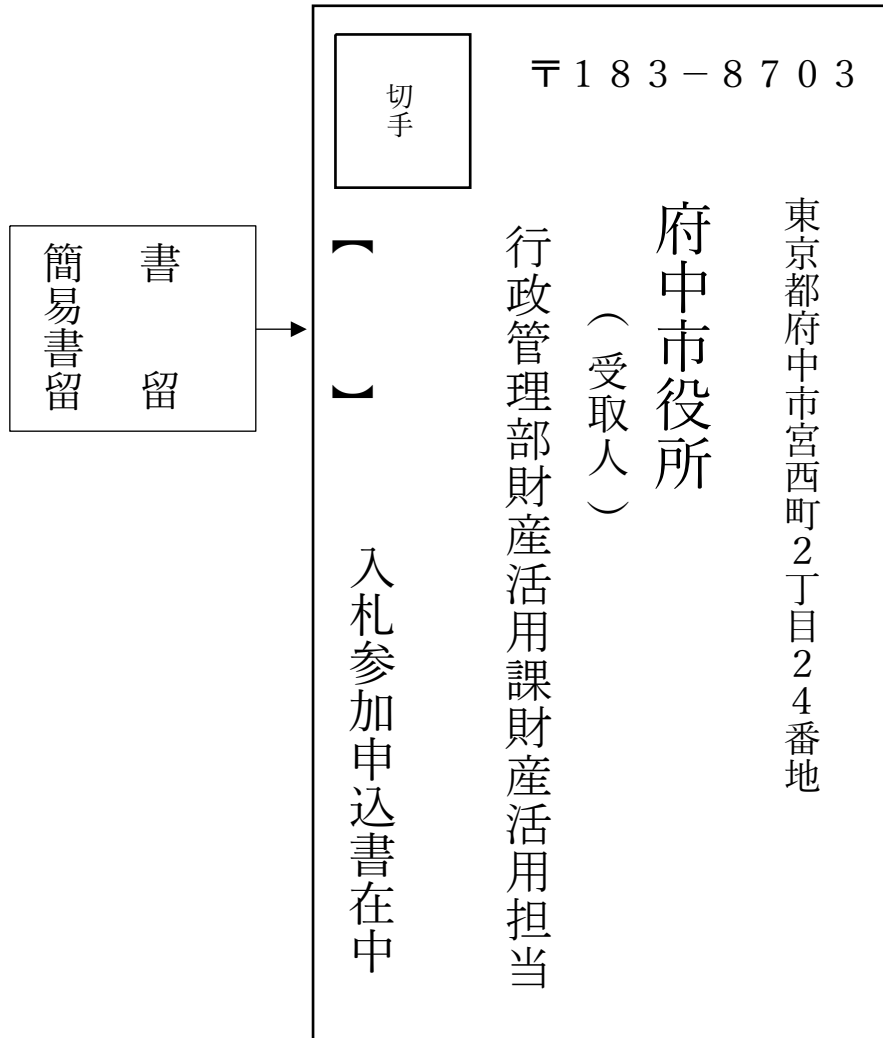 〒183－8703
東京都府中市宮西町2丁目24番地
府中市役所
（受取人）
行政管理部財産活用課財産活用担当
切手
【　　】　　入札参加申込書在中
書　留
簡易書留